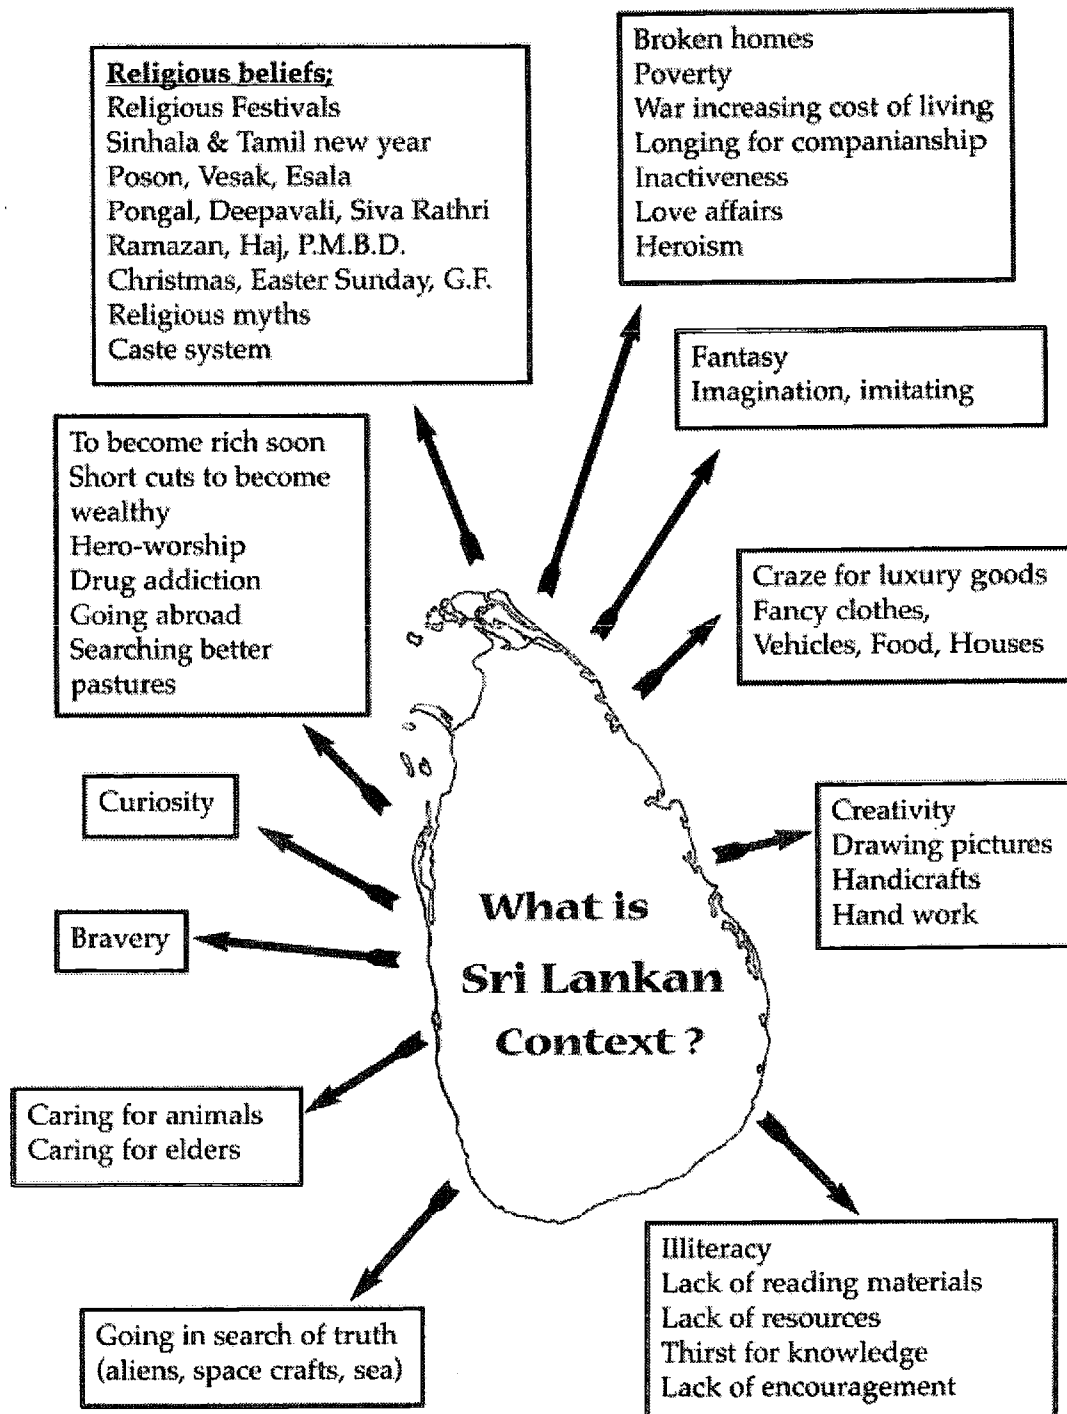 Religious beliefs;
Religious Festivals
Sinhala & Tamil new year
Poson, Vesak, Esala
Pongal, Deepavali, Siva Rathri
Ramazan, Haj, P.M.B.D.
Christmas, Easter Sunday, G.F.
Religious myths
Caste system
Broken homes
Poverty
War increasing cost of living
Longing for companianship
Inactiveness
Love affairs
Heroism
Fantasy
Imagination, imitating
To become rich soon
Short cuts to become
wealthy
Hero-worship
Drug addiction
Going abroad
Searching better
pastures
Craze for luxury goods
Fancy clothes,
Vehicles, Food, Houses
Curiosity
Creativity
Drawing pictures
Handicrafts
Hand work
Bravery
What is
Sri Lankan
Context ?
Caring for animals
Caring for elders
Going in search of truth
(aliens, space crafts, sea)
Illiteracy
Lack of reading materials
Lack of resources
Thirst for knowledge
Lack of encouragement